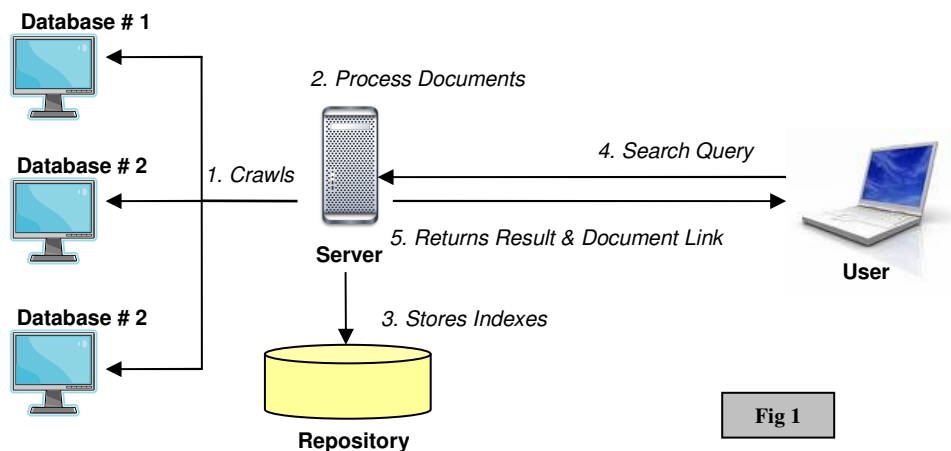 Database # 1
2. Process Documents
4. Search Query
Database # 2
1. Crawls
5. Returns Result & Document Link
Server
User
Database # 2
3. Stores Indexes
Fig 1
Repository